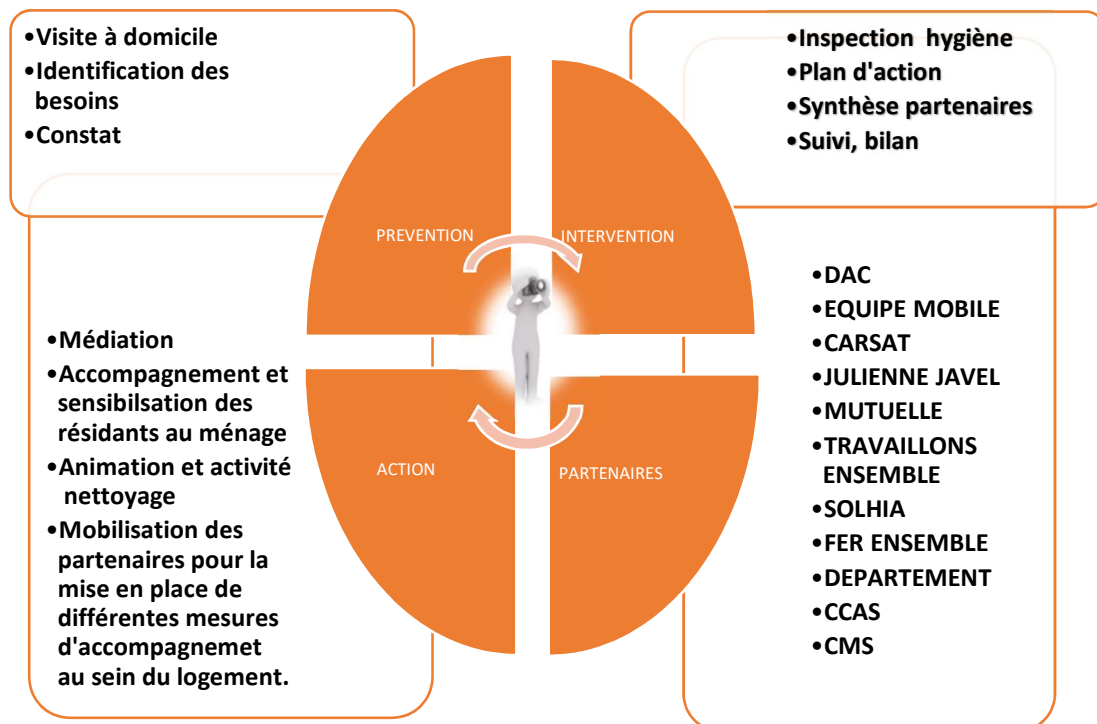 •Visite à domicile
•Identification des
besoins
•Constat
•Inspection  hygiène
•Plan d'action
•Synthèse partenaires
•Suivi, bilan
PREVENTION
INTERVENTION
•Médiation
•Accompagnement et
sensibilsation des
résidants au ménage
•Animation et activité
nettoyage
•Mobilisation des
partenaires pour la
mise en place de
différentes mesures
d'accompagnemet
au sein du logement.
ACTION
PARTENAIRES
•DAC
•EQUIPE MOBILE
•CARSAT
•JULIENNE JAVEL
•MUTUELLE
•TRAVAILLONS
ENSEMBLE
•SOLHIA
•FER ENSEMBLE
•DEPARTEMENT
•CCAS
•CMS